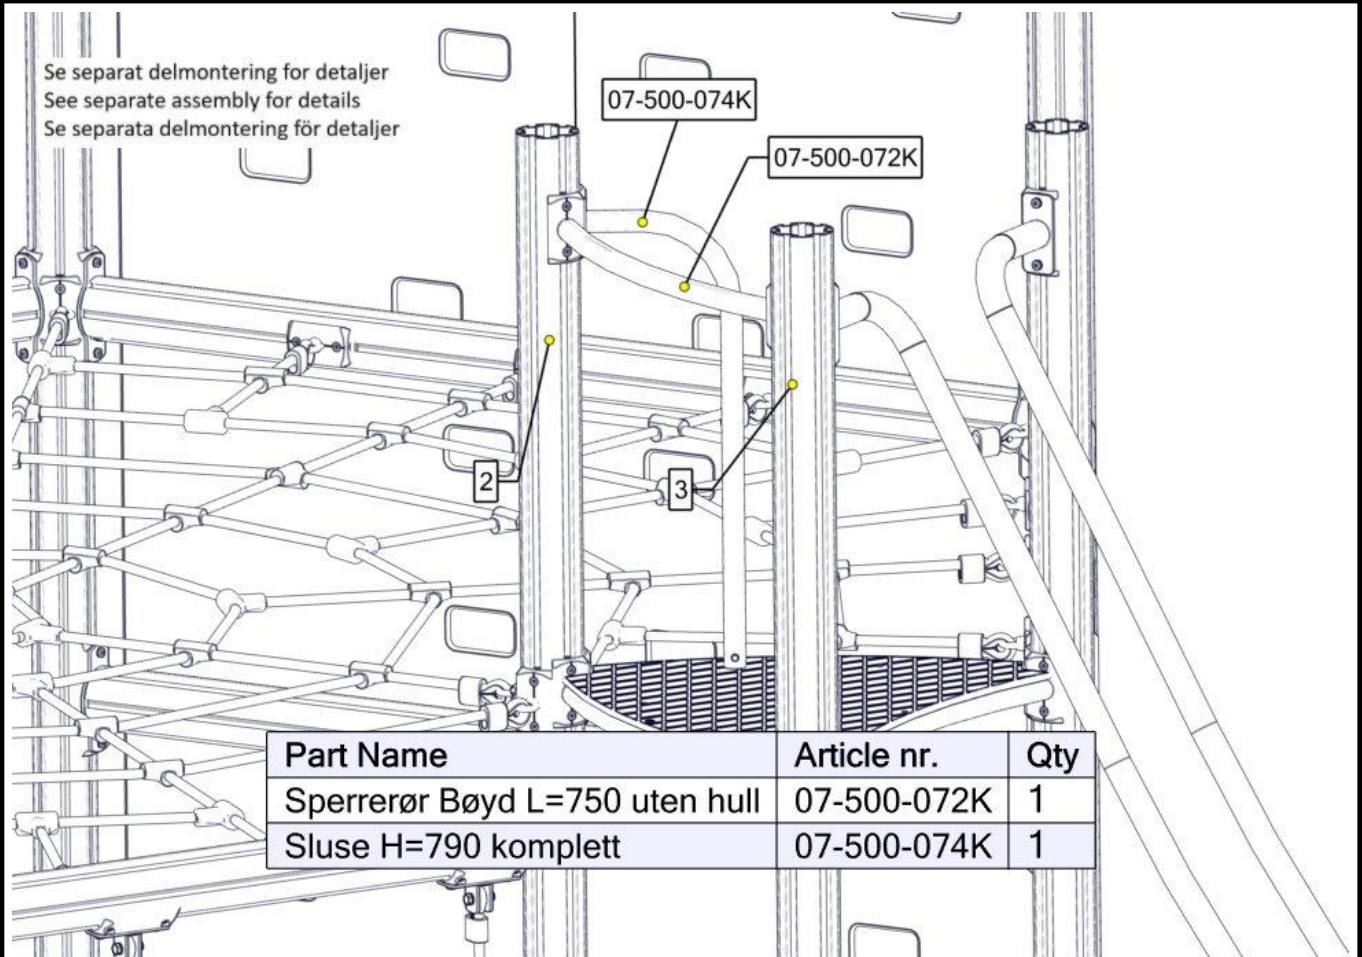 Se separat delmontering for detaljer
See separate assembly for details
Se separata delmontering för detaljer
07-500-074K
07-500-072K
2
3
Part Name Article nr. Qty
Sperrerør Bøyd L=750 uten hull 07-500-072K 1
Sluse H=790 komplett 07-500-074K 1